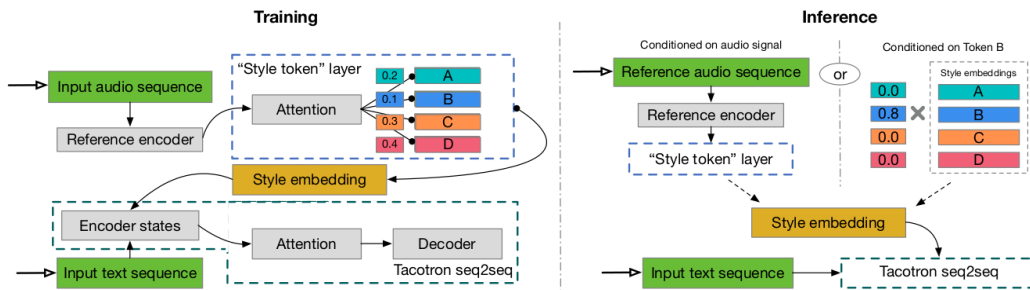 Training
"Style token" layer
Input audio sequence
Reference encoder
Attention
0.2 A
0.1 B
0.3 C
0.4 D
Style embedding
Encoder states
Attention
Decoder
Tacotron seq2seq
Input text sequence
Inference
Conditioned on audio signal
Reference audio sequence
Reference encoder
"Style token" layer
or
Conditioned on Token B
Style embeddings
0.0 A
0.8 × B
0.0 C
0.0 D
Style embedding
Input text sequence
Tacotron seq2seq